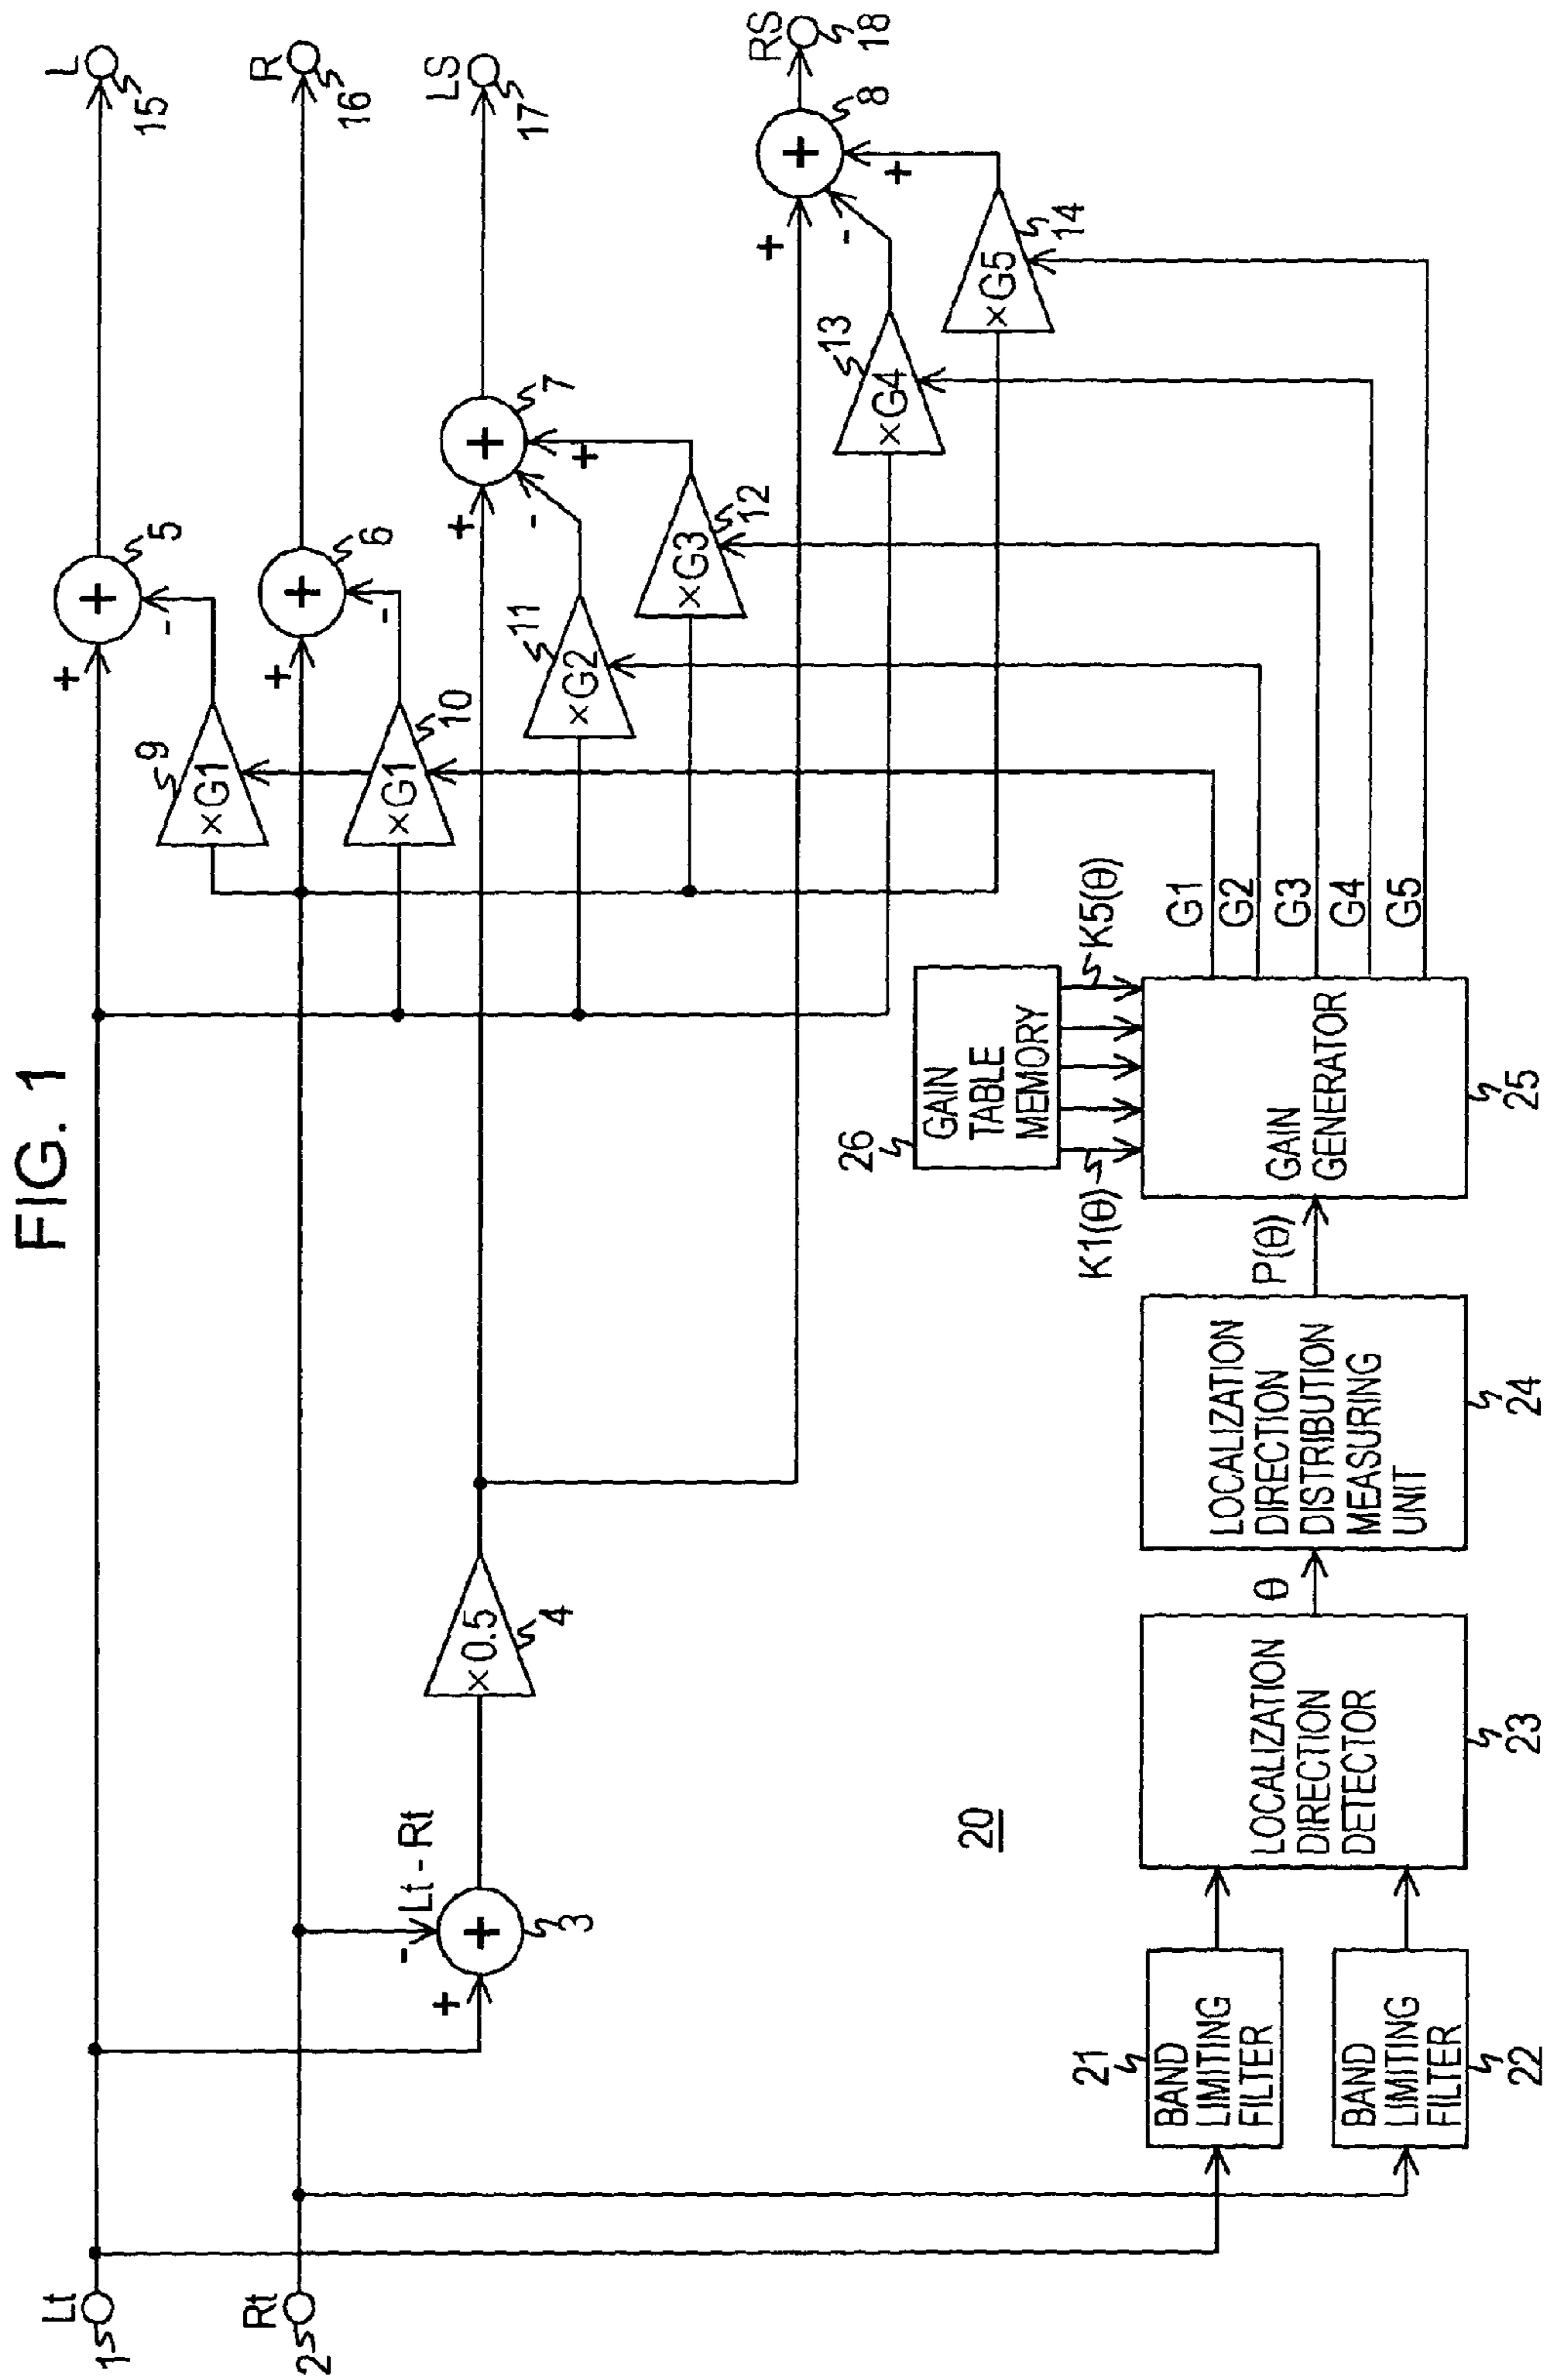 FIG. 1
Lt
1
Rt
2
L
15
R
16
LS
17
RS
18
+
+
-
5
+
+
-
6
+
+
-
+
7
+
+
-
+
8
×G1
9
×G1
10
×G2
11
×G3
12
×G4
13
×G5
14
+
+
-
Lt - Rt
3
×0.5
4
20
21
BAND
LIMITING
FILTER
BAND
LIMITING
FILTER
22
LOCALIZATION
DIRECTION
DETECTOR
23
θ
LOCALIZATION
DIRECTION
DISTRIBUTION
MEASURING
UNIT
24
P(θ)
26
GAIN
TABLE
MEMORY
K1(θ)
K5(θ)
GAIN
GENERATOR
25
G1
G2
G3
G4
G5